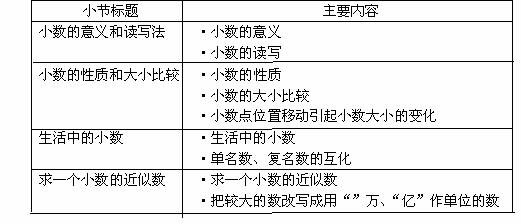 小节标题 主要内容
小数的意义和读写法 ·小数的意义
·小数的读写
小数的性质和大小比较 ·小数的性质
·小数的大小比较
·小数点位置移动引起小数大小的变化
生活中的小数 ·生活中的小数
·单名数、复名数的互化
求一个小数的近似数 ·求一个小数的近似数
·把较大的数改写成用“”万、“亿”作单位的数